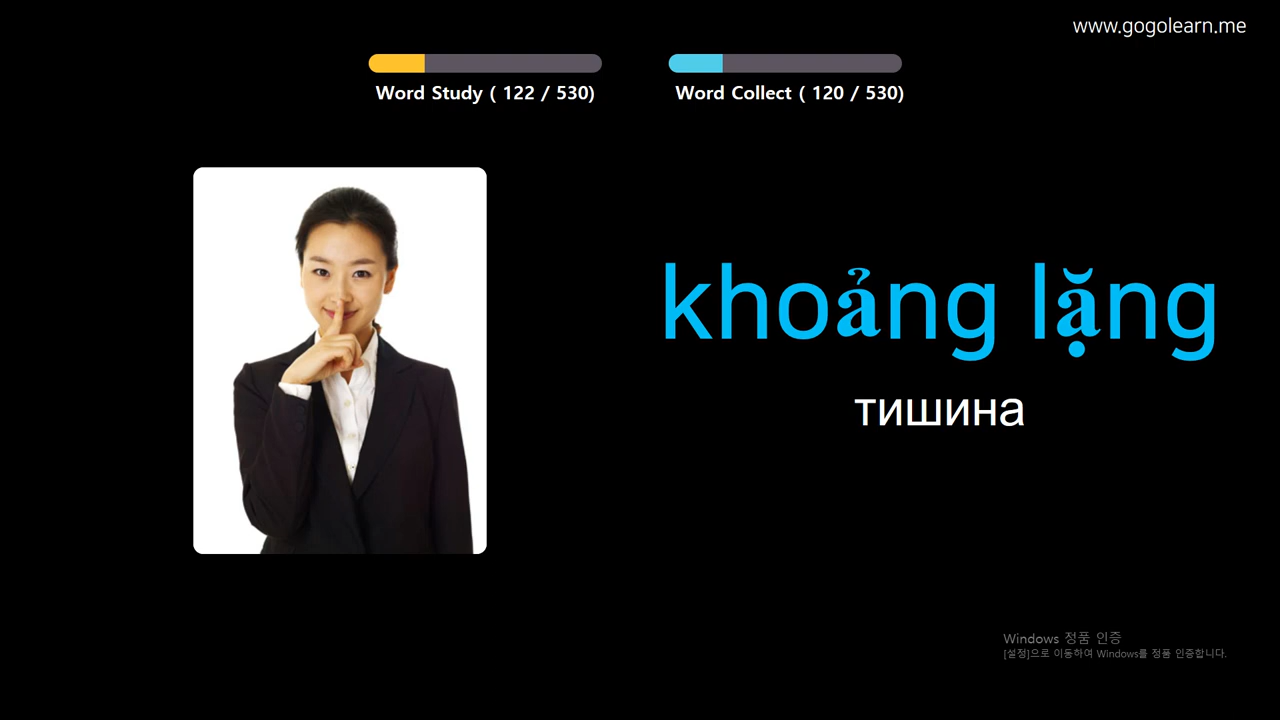 www.gogolearn.me
Word Study ( 122 / 530)
Word Collect ( 120 / 530)
khoảng lặng
тишина
Windows 정품 인증
[설정]으로 이동하여 Windows를 정품 인증합니다.